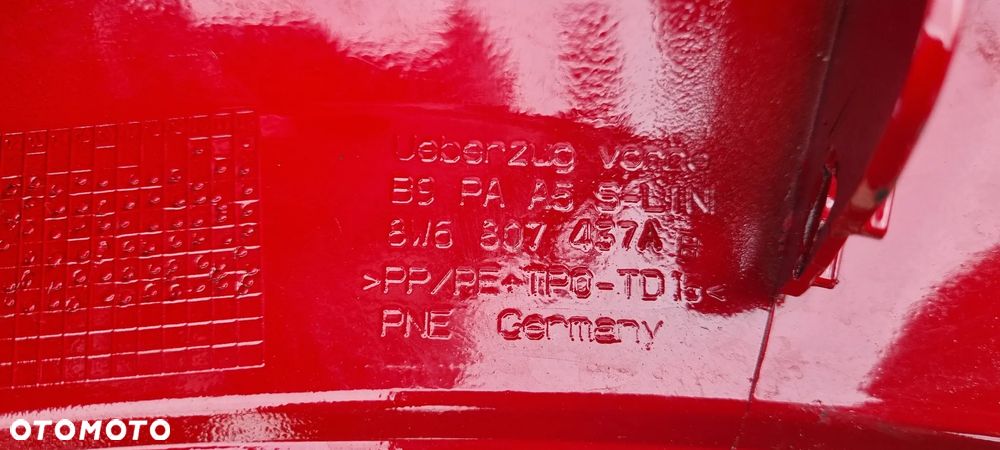 Ueberzug vorne
B9 PA A5 S-LIN
8W6 807 437A
>PP/PE+TPO-TD15<
PNE Germany
OTOMOTO